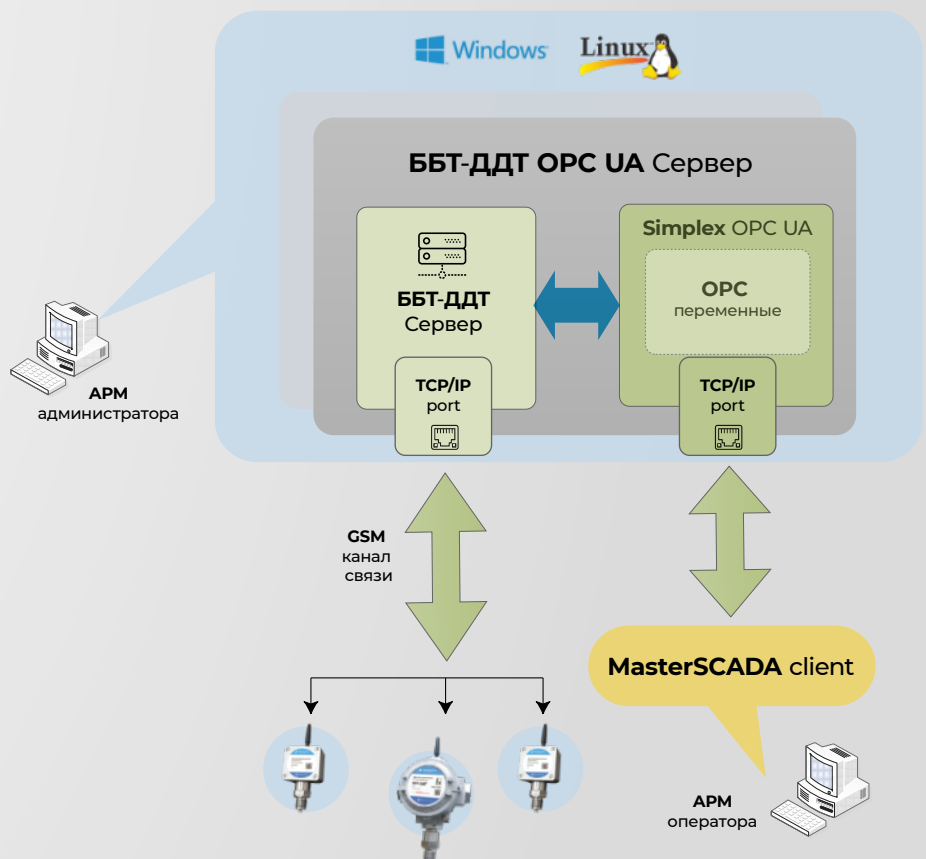 Windows
Linux
ББТ-ДДТ OPC UA Сервер
ББТ-ДДТ
Сервер
Simplex OPC UA
OPC
переменные
TCP/IP
port
TCP/IP
port
АРМ
администратора
GSM
канал
связи
MasterSCADA client
АРМ
оператора